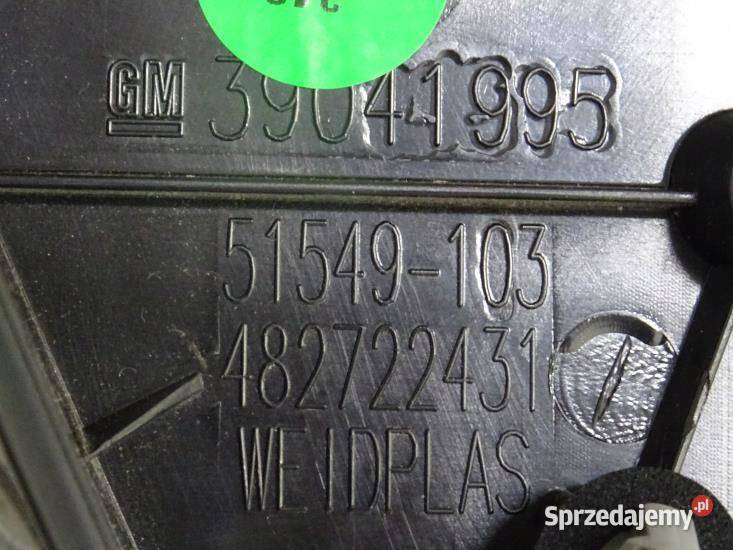 GM 39041995
51549-103
482722431
WEIDPLAS
Sprzedajemy.pl